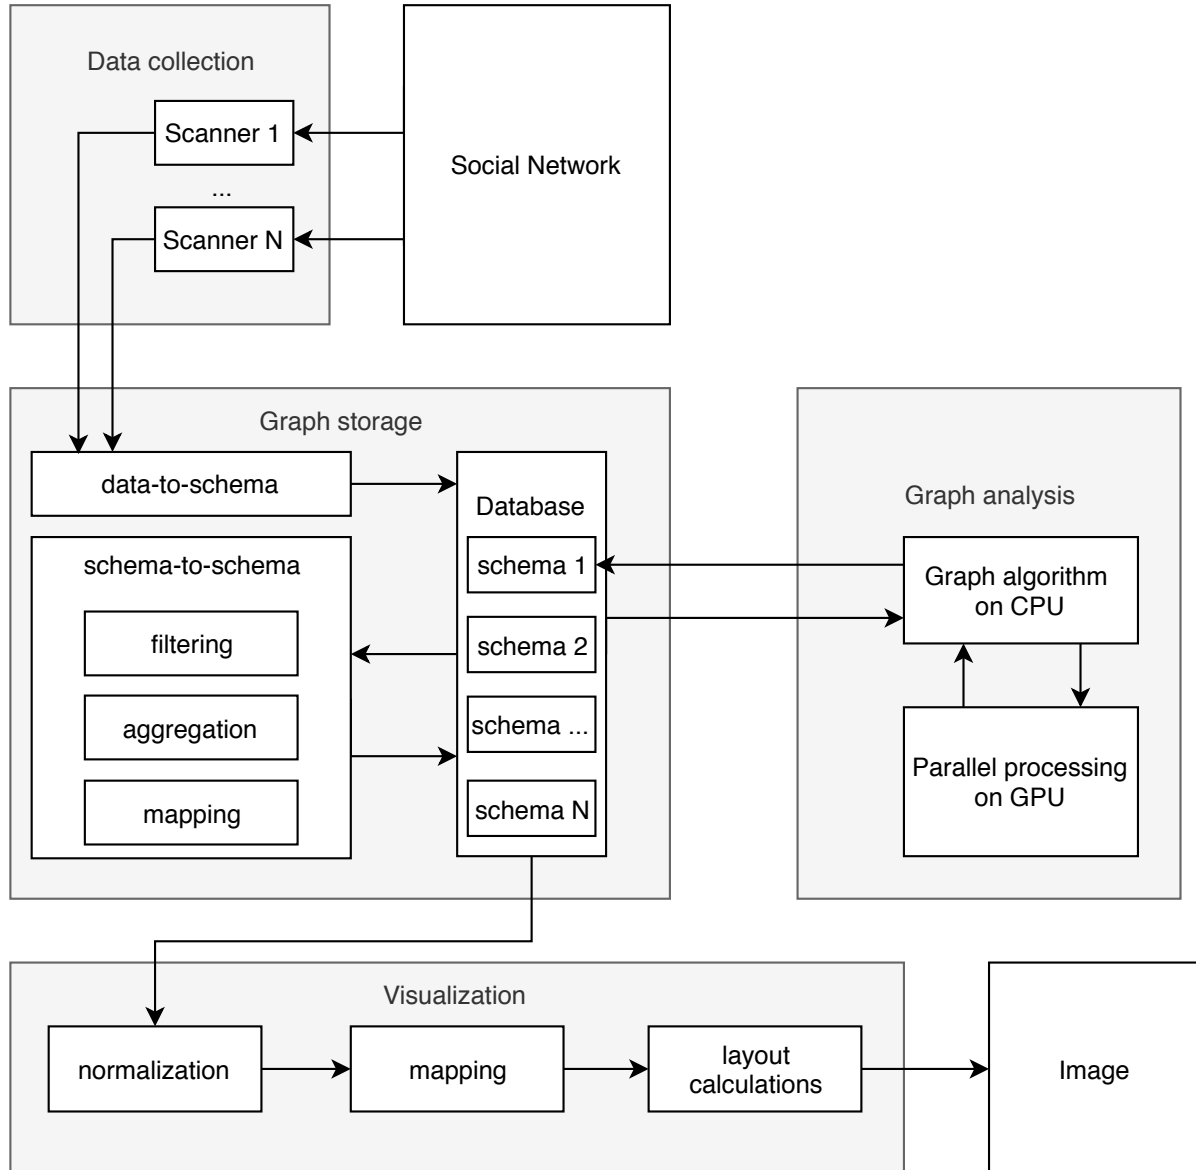 Data collection
Scanner 1
...
Scanner N
Social Network
Graph storage
data-to-schema
schema-to-schema
filtering
aggregation
mapping
Database
schema 1
schema 2
schema ...
schema N
Graph analysis
Graph algorithm
on CPU
Parallel processing
on GPU
Visualization
normalization
mapping
layout
calculations
Image